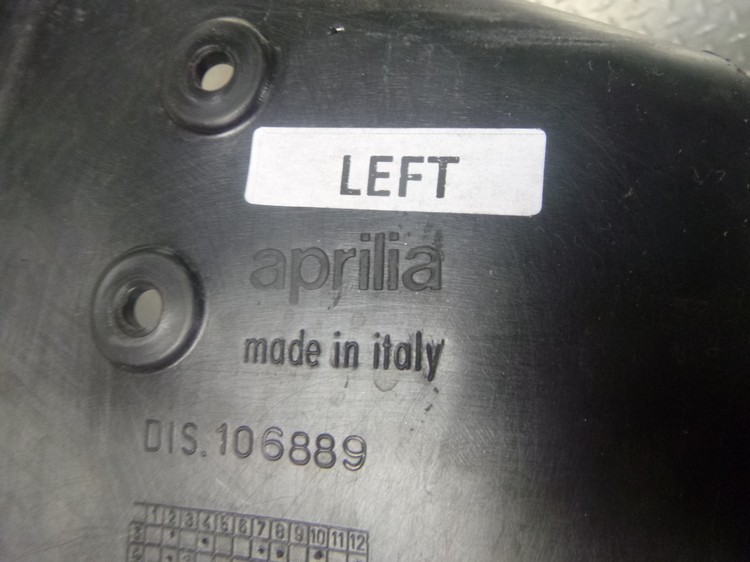 LEFT
aprilia
made in italy
DIS.106889
1 2 3 4 5 6 7 8 9 10 11 12